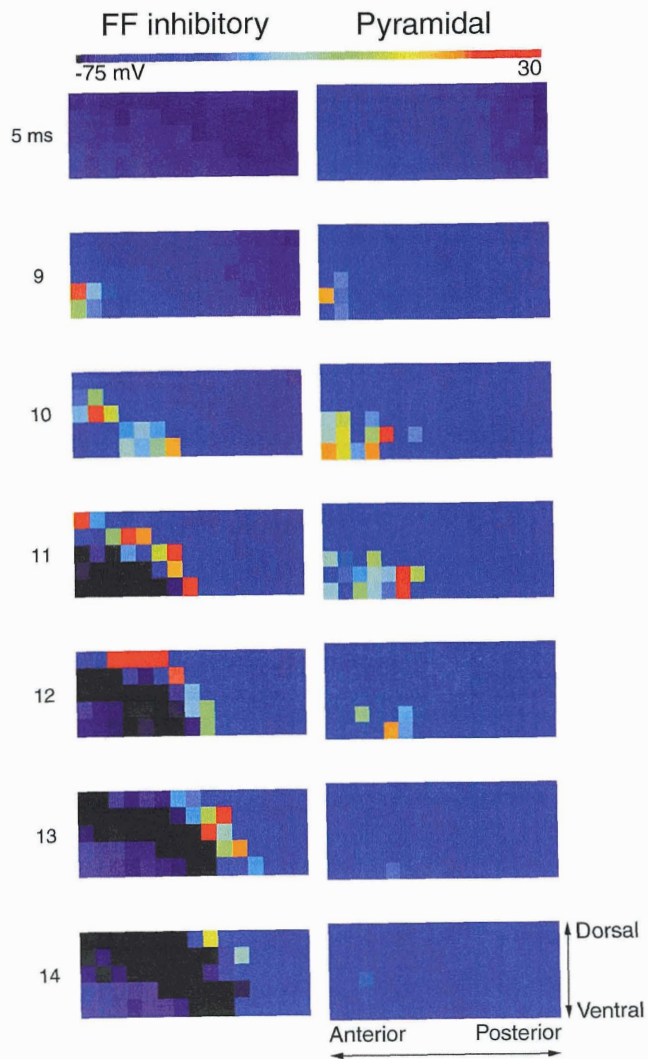 FF inhibitory Pyramidal
-75 mV 30
5 ms
9
10
11
12
13
14
Dorsal
Ventral
Anterior Posterior